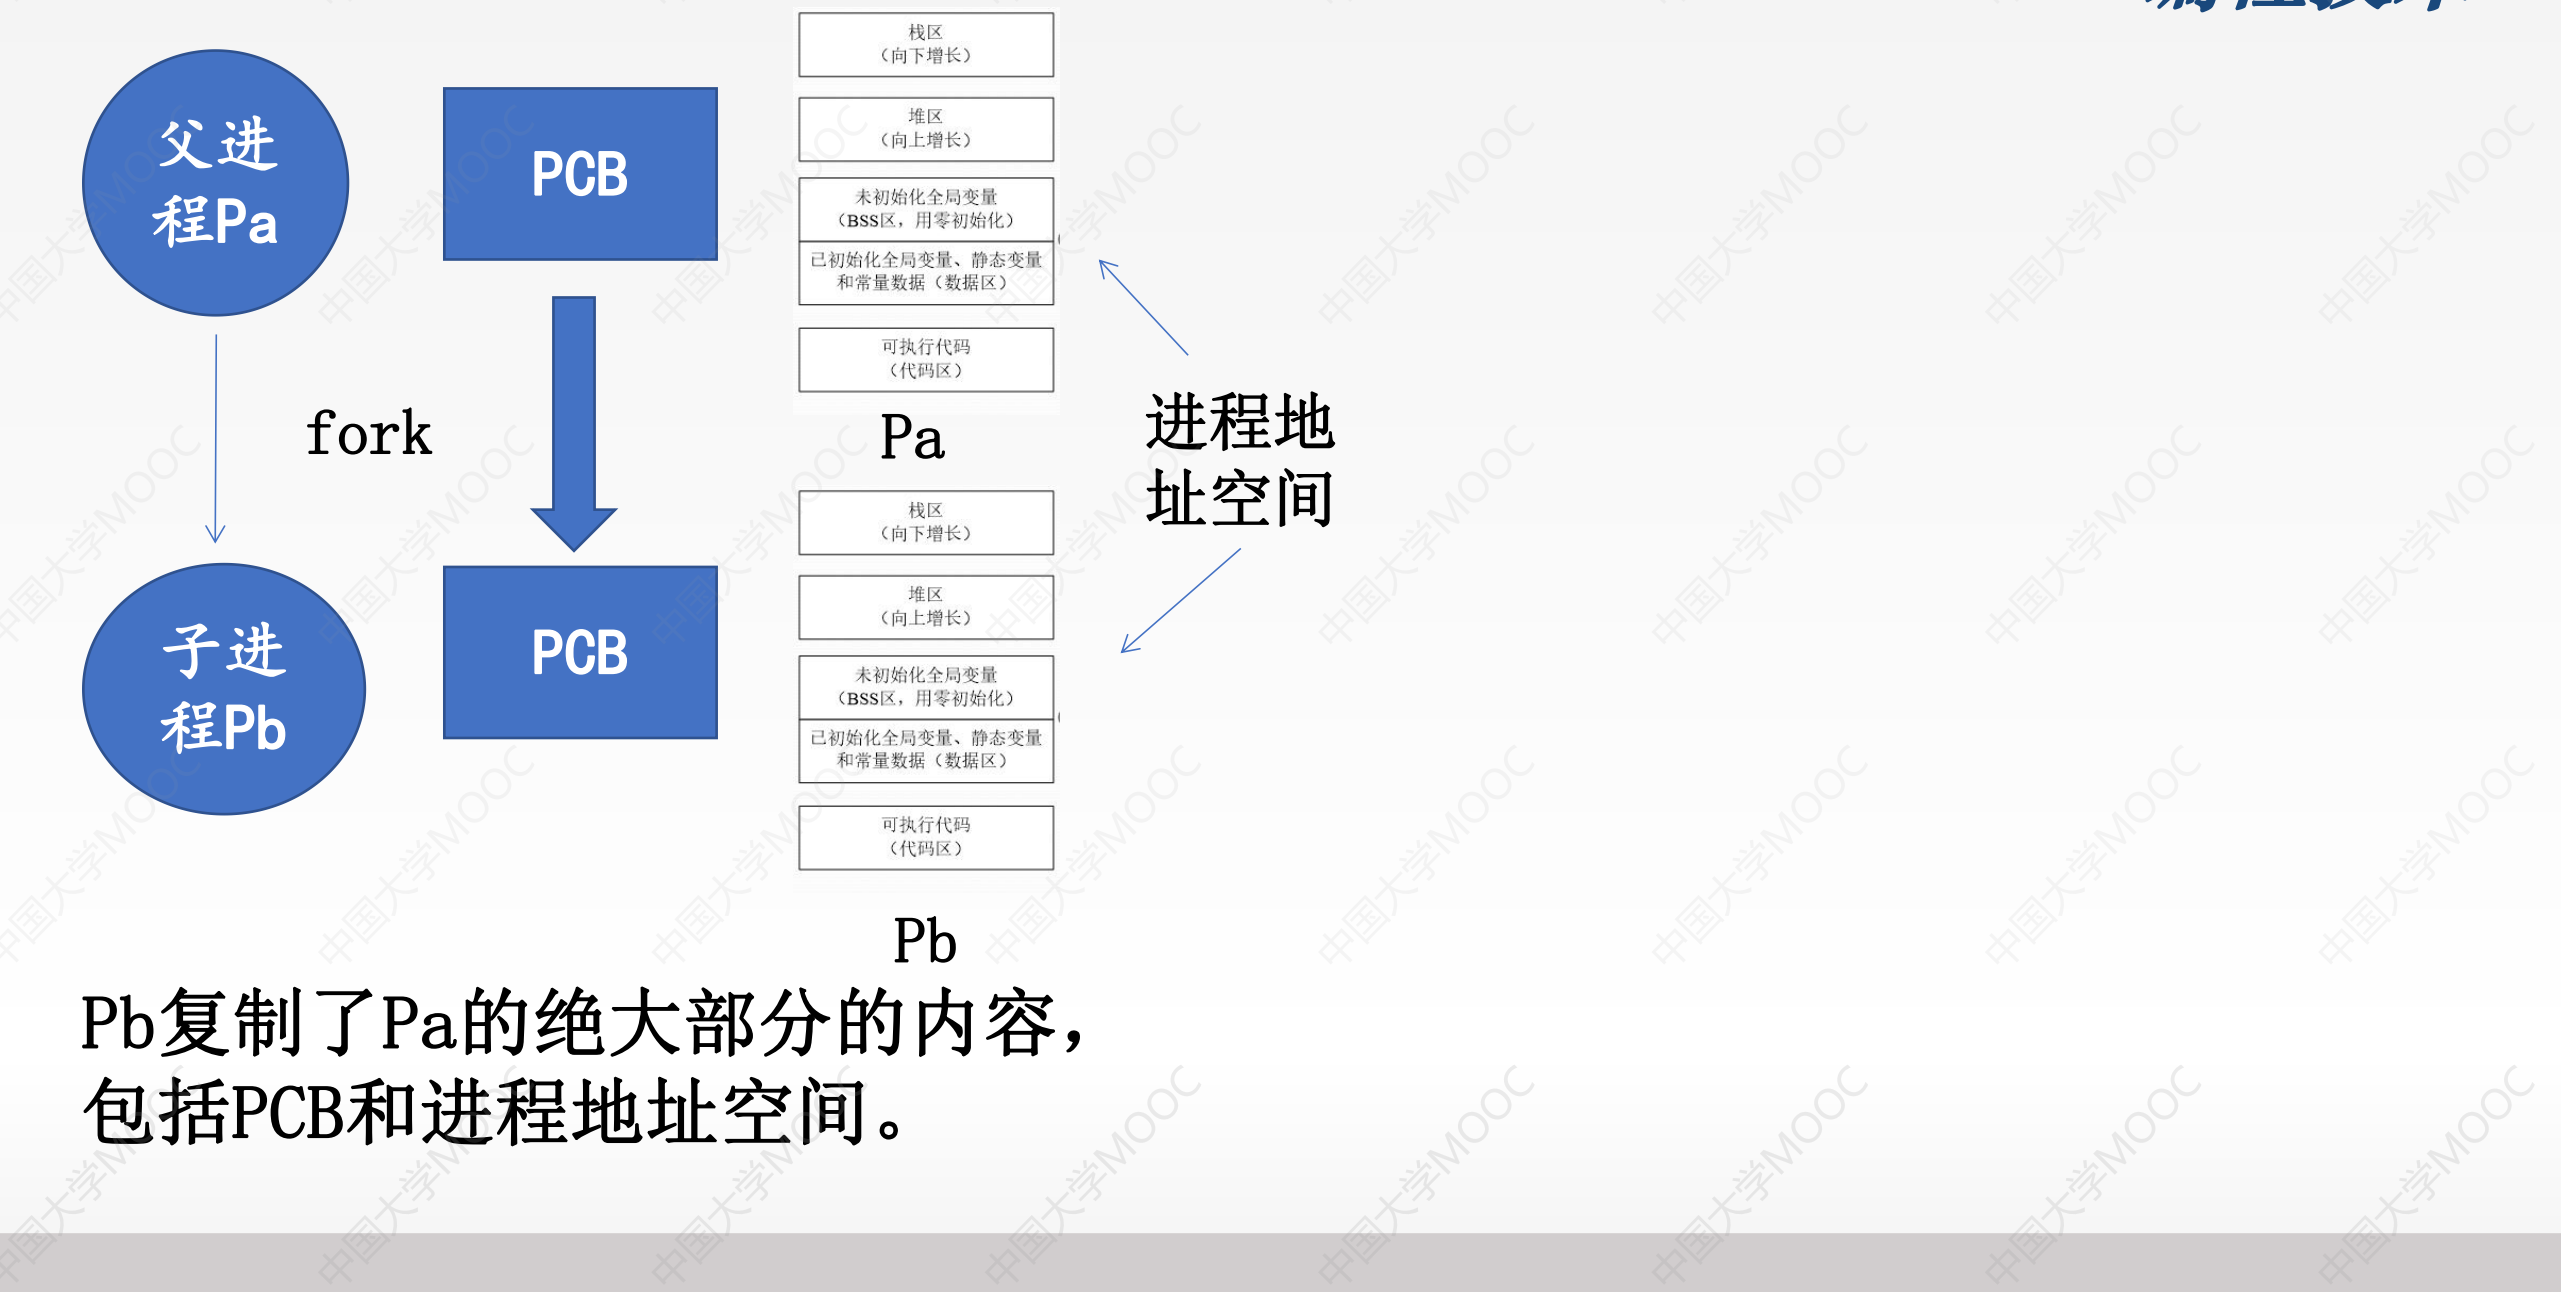 父进
程Pa
PCB
fork
子进
程Pb
PCB
栈区
(向下增长)
堆区
(向上增长)
未初始化全局变量
(BSS区,用零初始化)
已初始化全局变量、静态变量
和常量数据(数据区)
可执行代码
(代码区)
Pa
栈区
(向下增长)
堆区
(向上增长)
未初始化全局变量
(BSS区,用零初始化)
已初始化全局变量、静态变量
和常量数据(数据区)
可执行代码
(代码区)
Pb
进程地
址空间
Pb复制了Pa的绝大部分的内容,
包括PCB和进程地址空间。
中国大学MOOC